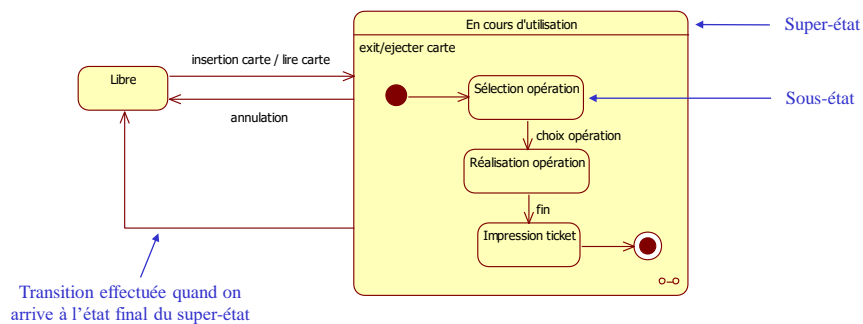 En cours d'utilisation
Super-état
exit/ejecter carte
insertion carte / lire carte
Libre
Sélection opération
Sous-état
annulation
choix opération
Réalisation opération
fin
Impression ticket
Transition effectuée quand on
arrive à l'état final du super-état